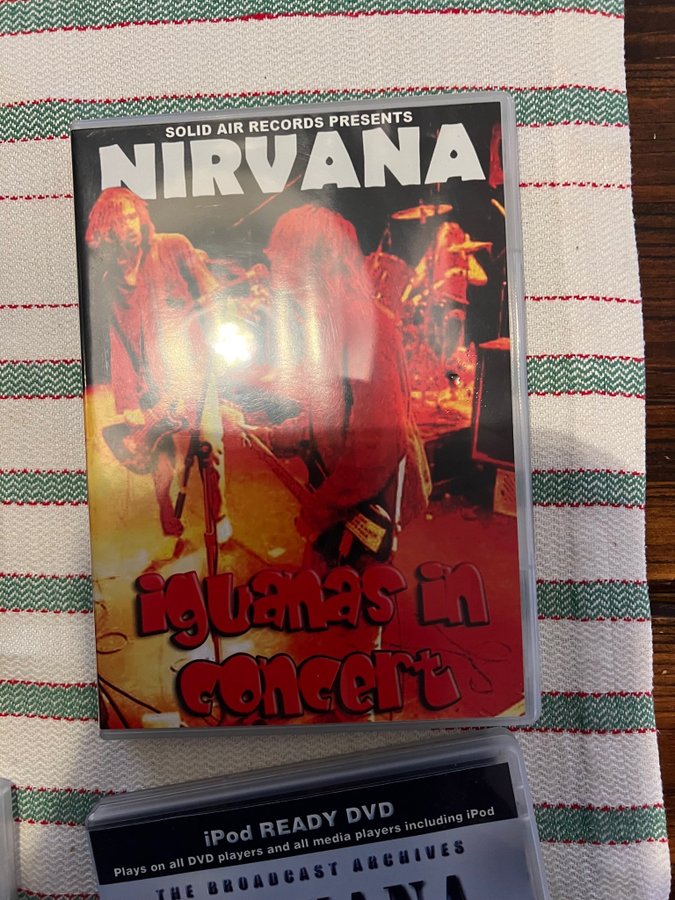 SOLID AIR RECORDS PRESENTS
NIRVANA
iguanas in
concert
iPod READY DVD
Plays on all DVD players and all media players including iPod
THE BROADCAST ARCHIVES